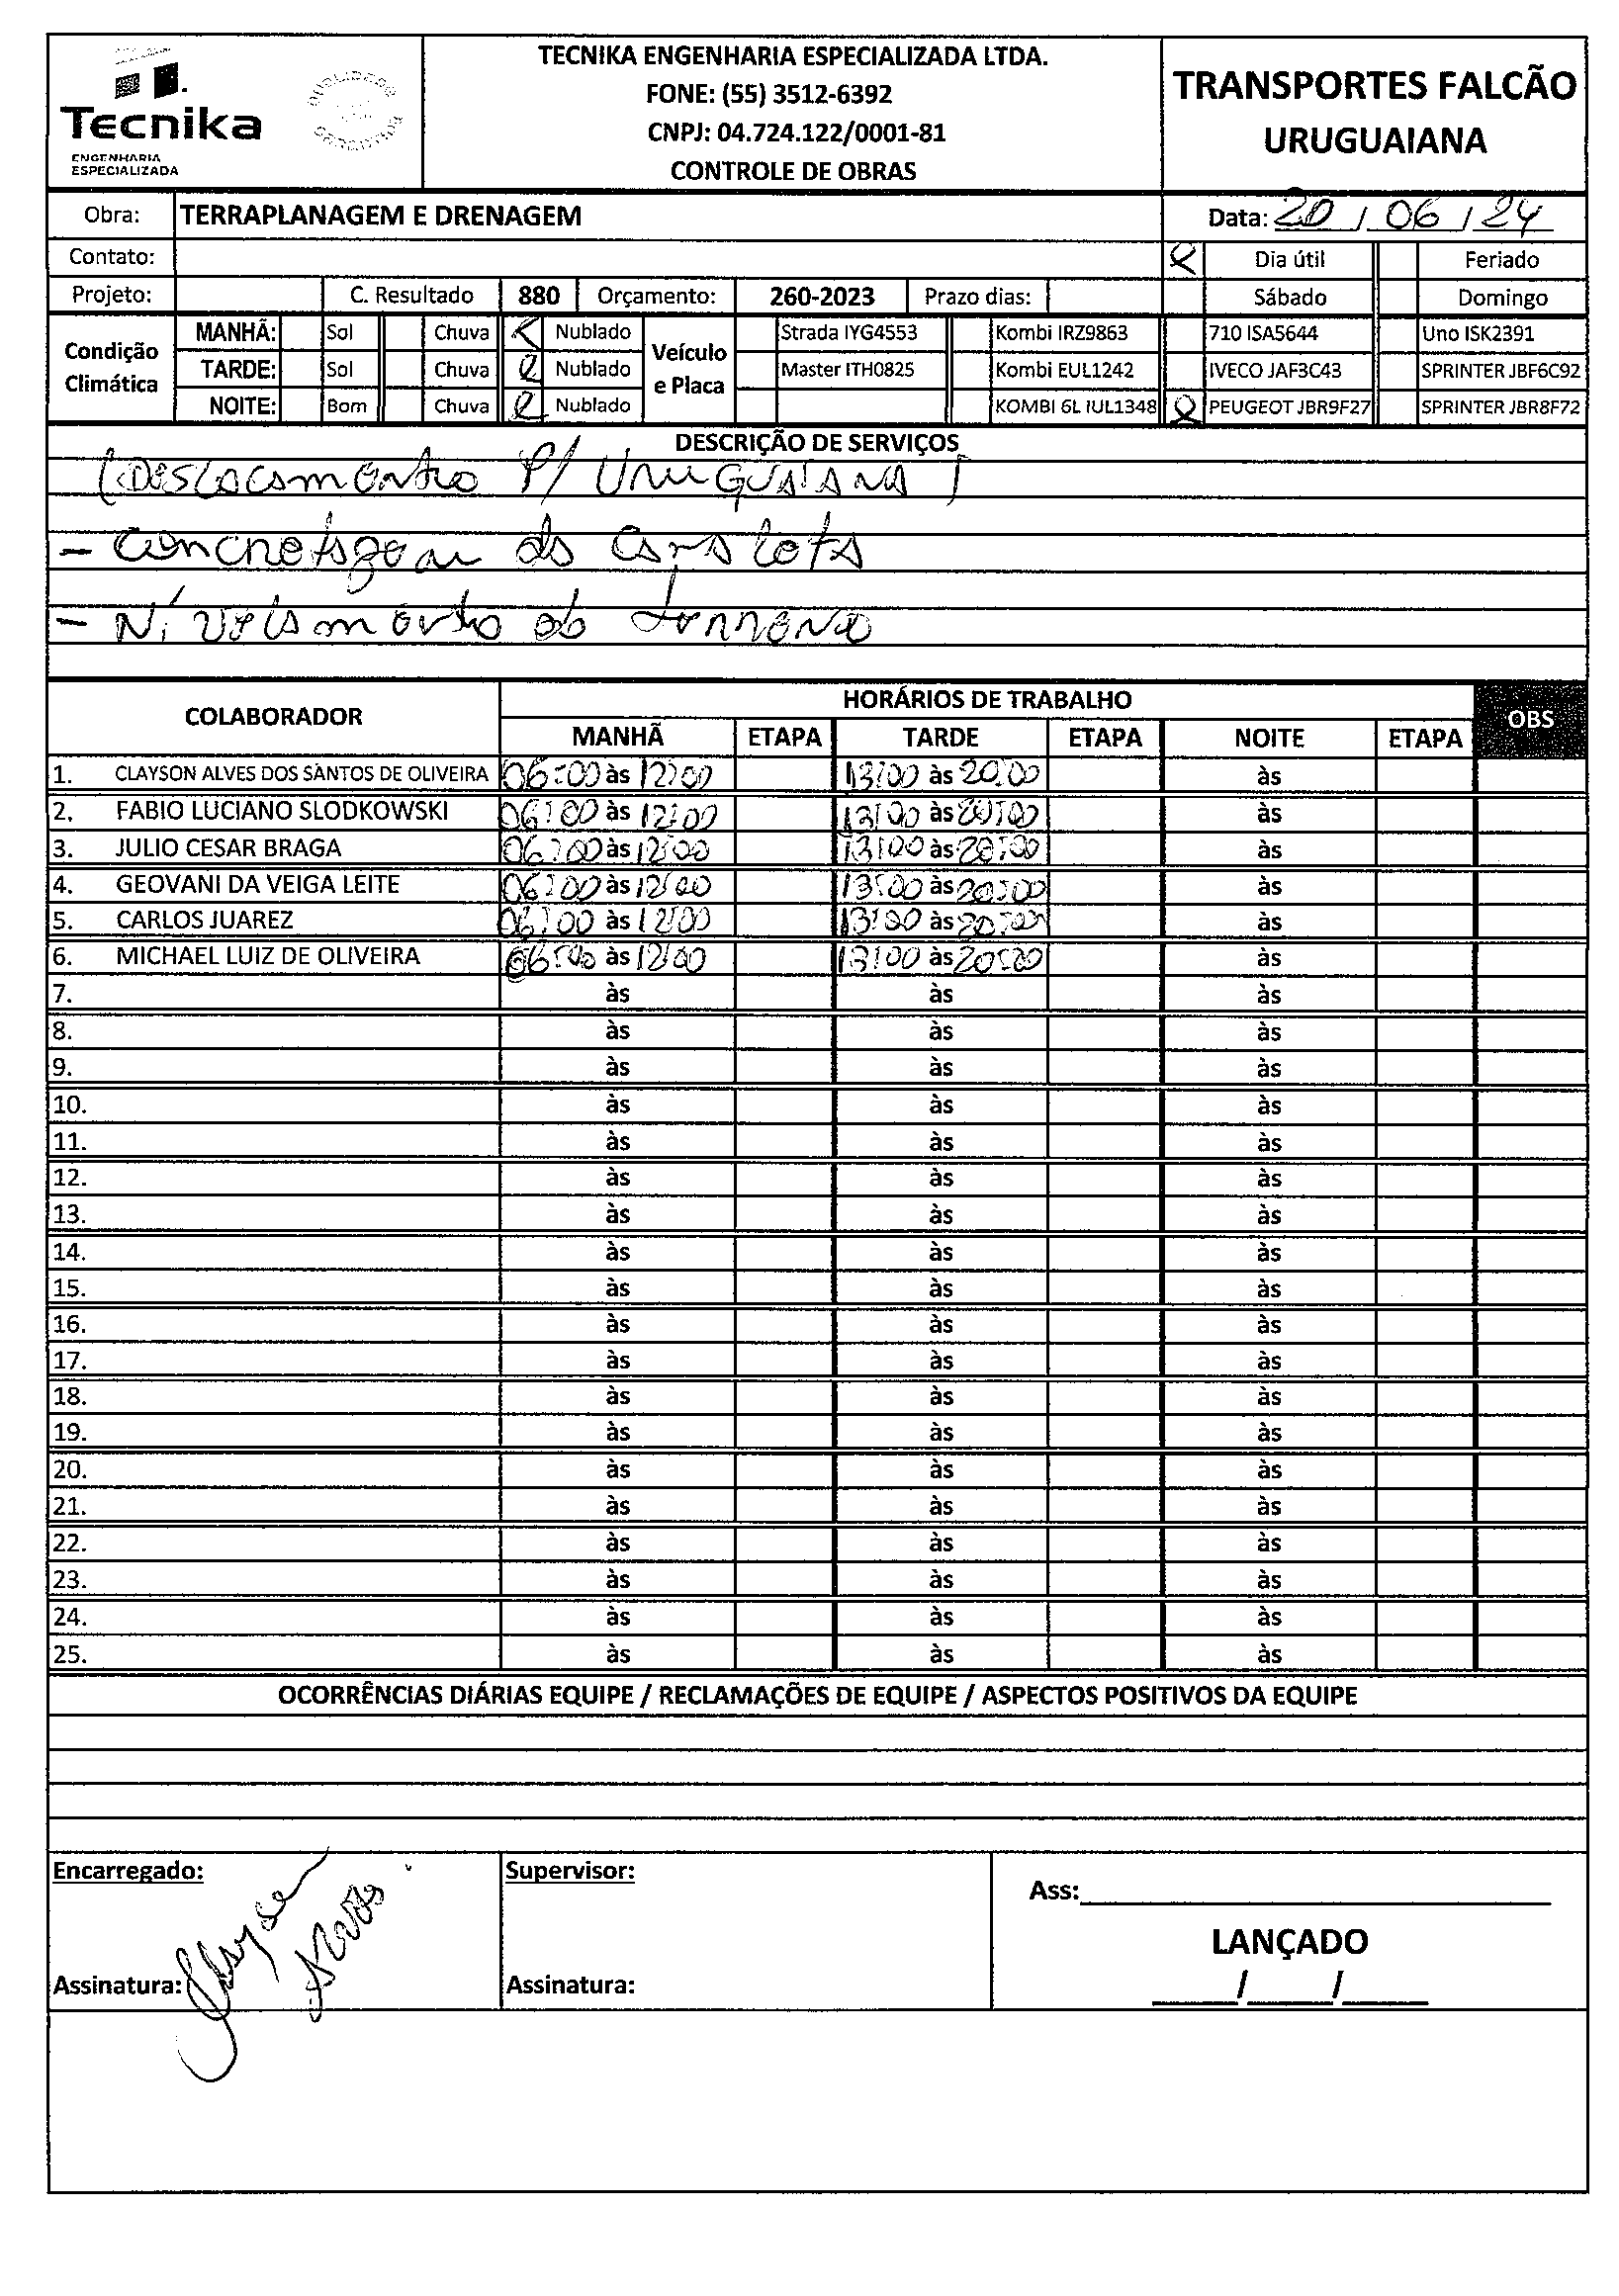 Tecnika
ENGENHARIA
ESPECIALIZADA
TECNIKA ENGENHARIA ESPECIALIZADA LTDA.
FONE: (55) 3512-6392
CNPJ: 04.724.122/0001-81
CONTROLE DE OBRAS
TRANSPORTES FALCÃO
URUGUAIANA
Obra: TERRAPLANAGEM E DRENAGEM Data: 20 / 06 / 24
Contato: Dia útil Feriado
Projeto: C. Resultado 880 Orçamento: 260-2023 Prazo dias: Sábado Domingo
Condição Climática
MANHÃ: Sol Chuva Nublado
TARDE: Sol Chuva Nublado
NOITE: Bom Chuva Nublado
Veículo e Placa
Strada IYG4553 Kombi IRZ9863 710 ISA5644 Uno ISK2391
Master ITH0825 Kombi EUL1242 IVECO JAF3C43 SPRINTER JBF6C92
KOMBI 6L IUL1348 PEUGEOT JBR9F27 SPRINTER JBR8F72
DESCRIÇÃO DE SERVIÇOS
(Deslocamento P/ Uruguaiana)
- da
- Nivelamento do terreno
COLABORADOR HORÁRIOS DE TRABALHO OBS
MANHÃ ETAPA TARDE ETAPA NOITE ETAPA
1. CLAYSON ALVES DOS SANTOS DE OLIVEIRA 06:00 às 12:00 13:00 às 20:00 às
2. FABIO LUCIANO SLODKOWSKI 06:00 às 12:00 13:00 às 20:00 às
3. JULIO CESAR BRAGA 06:00 às 12:00 13:00 às 20:00 às
4. GEOVANI DA VEIGA LEITE 06:00 às 12:00 13:00 às 20:00 às
5. CARLOS JUAREZ 06:00 às 12:00 13:00 às 20:00 às
6. MICHAEL LUIZ DE OLIVEIRA 06:00 às 12:00 13:00 às 20:00 às
7. às às às
8. às às às
9. às às às
10. às às às
11. às às às
12. às às às
13. às às às
14. às às às
15. às às às
16. às às às
17. às às às
18. às às às
19. às às às
20. às às às
21. às às às
22. às às às
23. às às às
24. às às às
25. às às às
OCORRÊNCIAS DIÁRIAS EQUIPE / RECLAMAÇÕES DE EQUIPE / ASPECTOS POSITIVOS DA EQUIPE
Encarregado: Supervisor: Ass:
LANÇADO
Assinatura: Clayson Alves Assinatura: / /